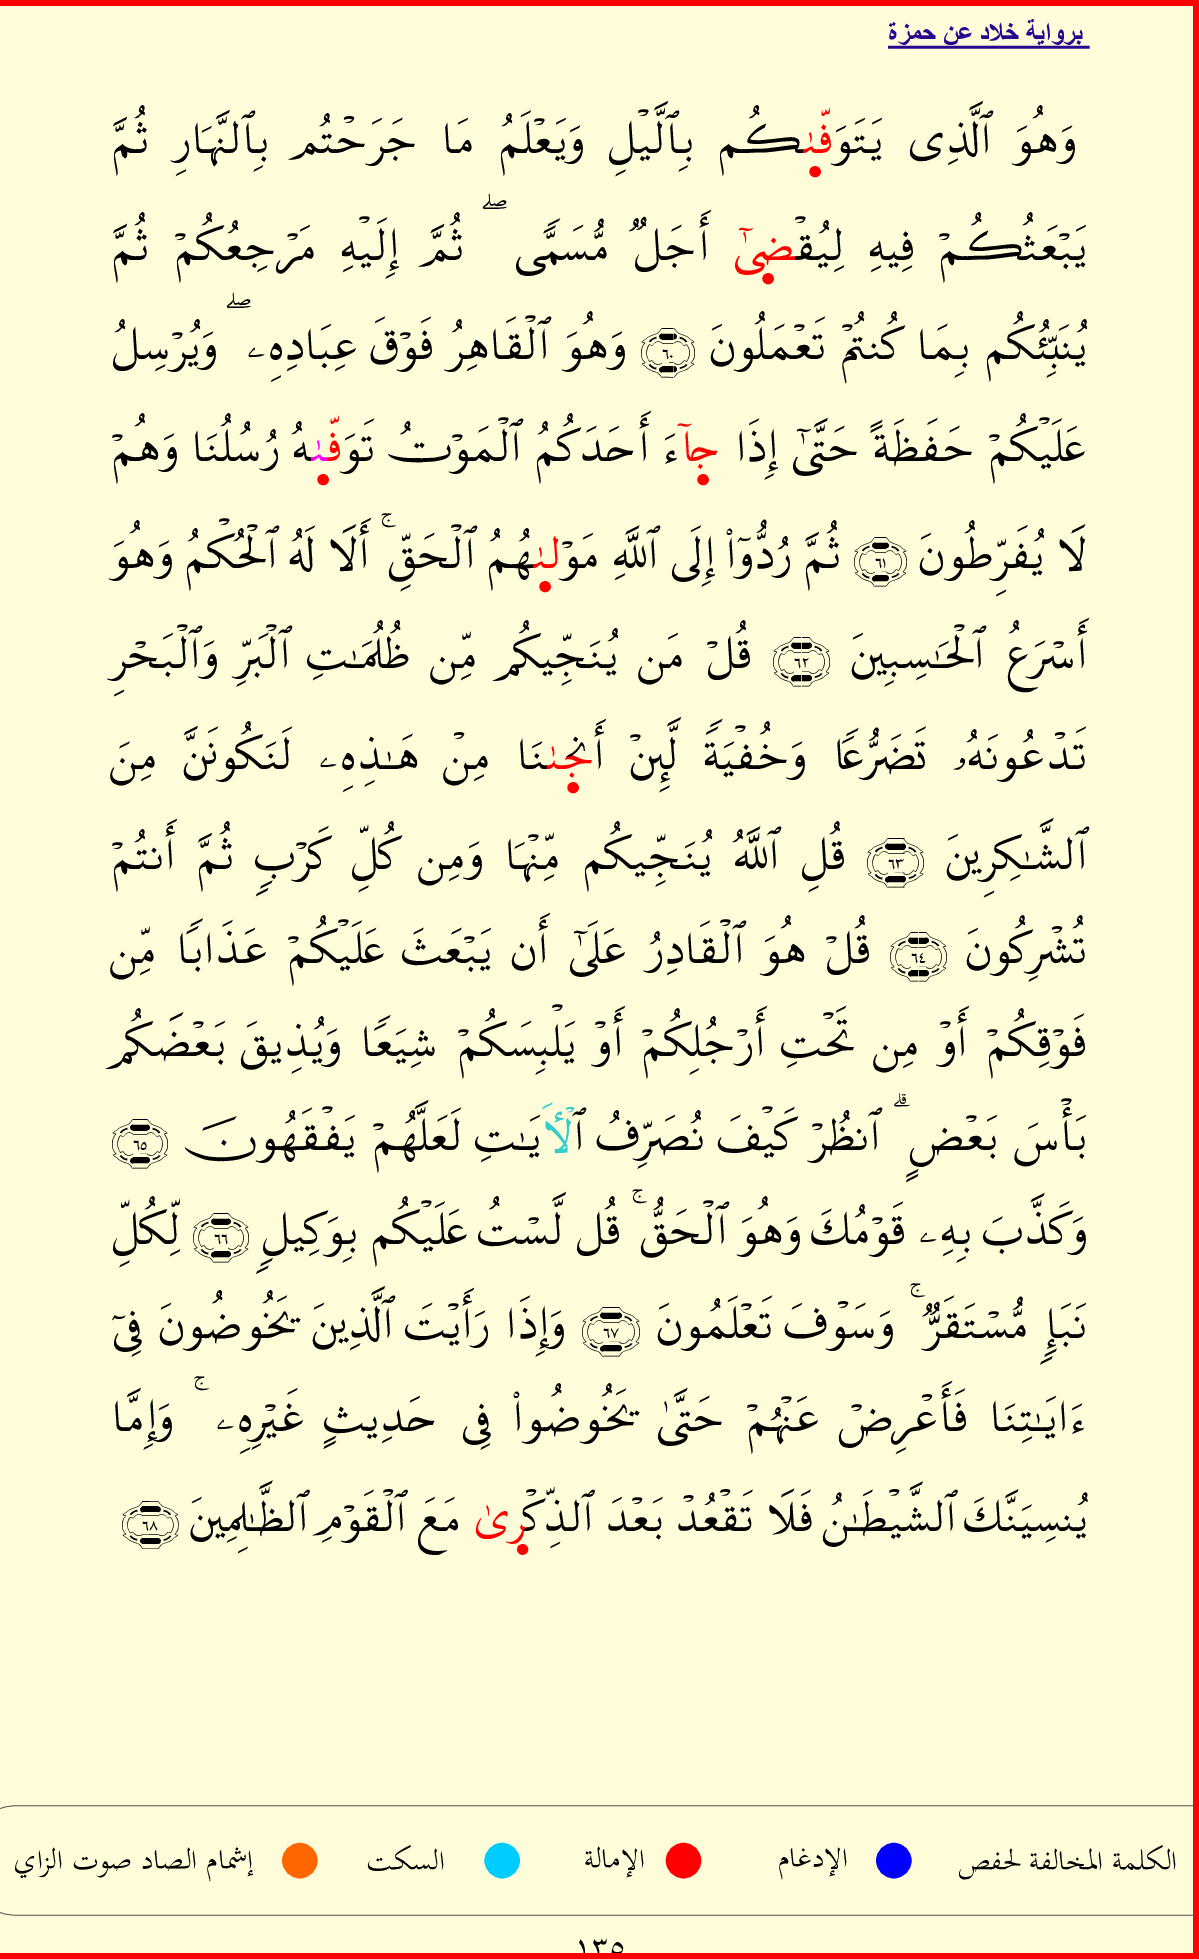 برواية خلاد عن حمزة
وَهُوَ ٱلَّذِى يَتَوَفَّىٰكُم بِٱلَّيۡلِ وَيَعۡلَمُ مَا جَرَحۡتُم بِٱلنَّهَارِ ثُمَّ
يَبۡعَثُكُمۡ فِيهِ لِيُقۡضِىٰٓ أَجَلٌ مُّسَمًّى ۖ ثُمَّ إِلَيۡهِ مَرۡجِعُكُمۡ ثُمَّ
يُنَبِّئُكُم بِمَا كُنتُمۡ تَعۡمَلُونَ ٦٠ وَهُوَ ٱلۡقَاهِرُ فَوۡقَ عِبَادِهِۦ ۖ وَيُرۡسِلُ
عَلَيۡكُمۡ حَفَظَةً حَتَّىٰٓ إِذَا جَآءَ أَحَدَكُمُ ٱلۡمَوۡتُ تَوَفَّىٰهُ رُسُلُنَا وَهُمۡ
لَا يُفَرِّطُونَ ٦١ ثُمَّ رُدُّوٓاْ إِلَى ٱللَّهِ مَوۡلَىٰهُمُ ٱلۡحَقِّ ۚ أَلَا لَهُ ٱلۡحُكۡمُ وَهُوَ
أَسۡرَعُ ٱلۡحَـٰسِبِينَ ٦٢ قُلۡ مَن يُنَجِّيكُم مِّن ظُلُمَـٰتِ ٱلۡبَرِّ وَٱلۡبَحۡرِ
تَدۡعُونَهُۥ تَضَرُّعًا وَخُفۡيَةً لَّئِنۡ أَنجَىٰنَا مِنۡ هَـٰذِهِۦ لَنَكُونَنَّ مِنَ
ٱلشَّـٰكِرِينَ ٦٣ قُلِ ٱللَّهُ يُنَجِّيكُم مِّنۡهَا وَمِن كُلِّ كَرۡبٍ ثُمَّ أَنتُمۡ
تُشۡرِكُونَ ٦٤ قُلۡ هُوَ ٱلۡقَادِرُ عَلَىٰٓ أَن يَبۡعَثَ عَلَيۡكُمۡ عَذَابًا مِّن
فَوۡقِكُمۡ أَوۡ مِن تَحۡتِ أَرۡجُلِكُمۡ أَوۡ يَلۡبِسَكُمۡ شِيَعًا وَيُذِيقَ بَعۡضَكُم
بَأۡسَ بَعۡضٍ ۗ ٱنظُرۡ كَيۡفَ نُصَرِّفُ ٱلۡأَيَـٰتِ لَعَلَّهُمۡ يَفۡقَهُونَ ٦٥
وَكَذَّبَ بِهِۦ قَوۡمُكَ وَهُوَ ٱلۡحَقُّ ۚ قُل لَّسۡتُ عَلَيۡكُم بِوَكِيلٍ ٦٦ لِّكُلِّ
نَبَإٍ مُّسۡتَقَرٌّ ۚ وَسَوۡفَ تَعۡلَمُونَ ٦٧ وَإِذَا رَأَيۡتَ ٱلَّذِينَ يَخُوضُونَ فِىٓ
ءَايَـٰتِنَا فَأَعۡرِضۡ عَنۡهُمۡ حَتَّىٰ يَخُوضُواْ فِى حَدِيثٍ غَيۡرِهِۦ ۚ وَإِمَّا
يُنسِيَنَّكَ ٱلشَّيۡطَـٰنُ فَلَا تَقۡعُدۡ بَعۡدَ ٱلذِّكۡرِىٰ مَعَ ٱلۡقَوۡمِ ٱلظَّـٰلِمِينَ ٦٨
الكلمة المخالفة لحفص الإدغام الإمالة السكت إشمام الصاد صوت الزاي
١٣٥